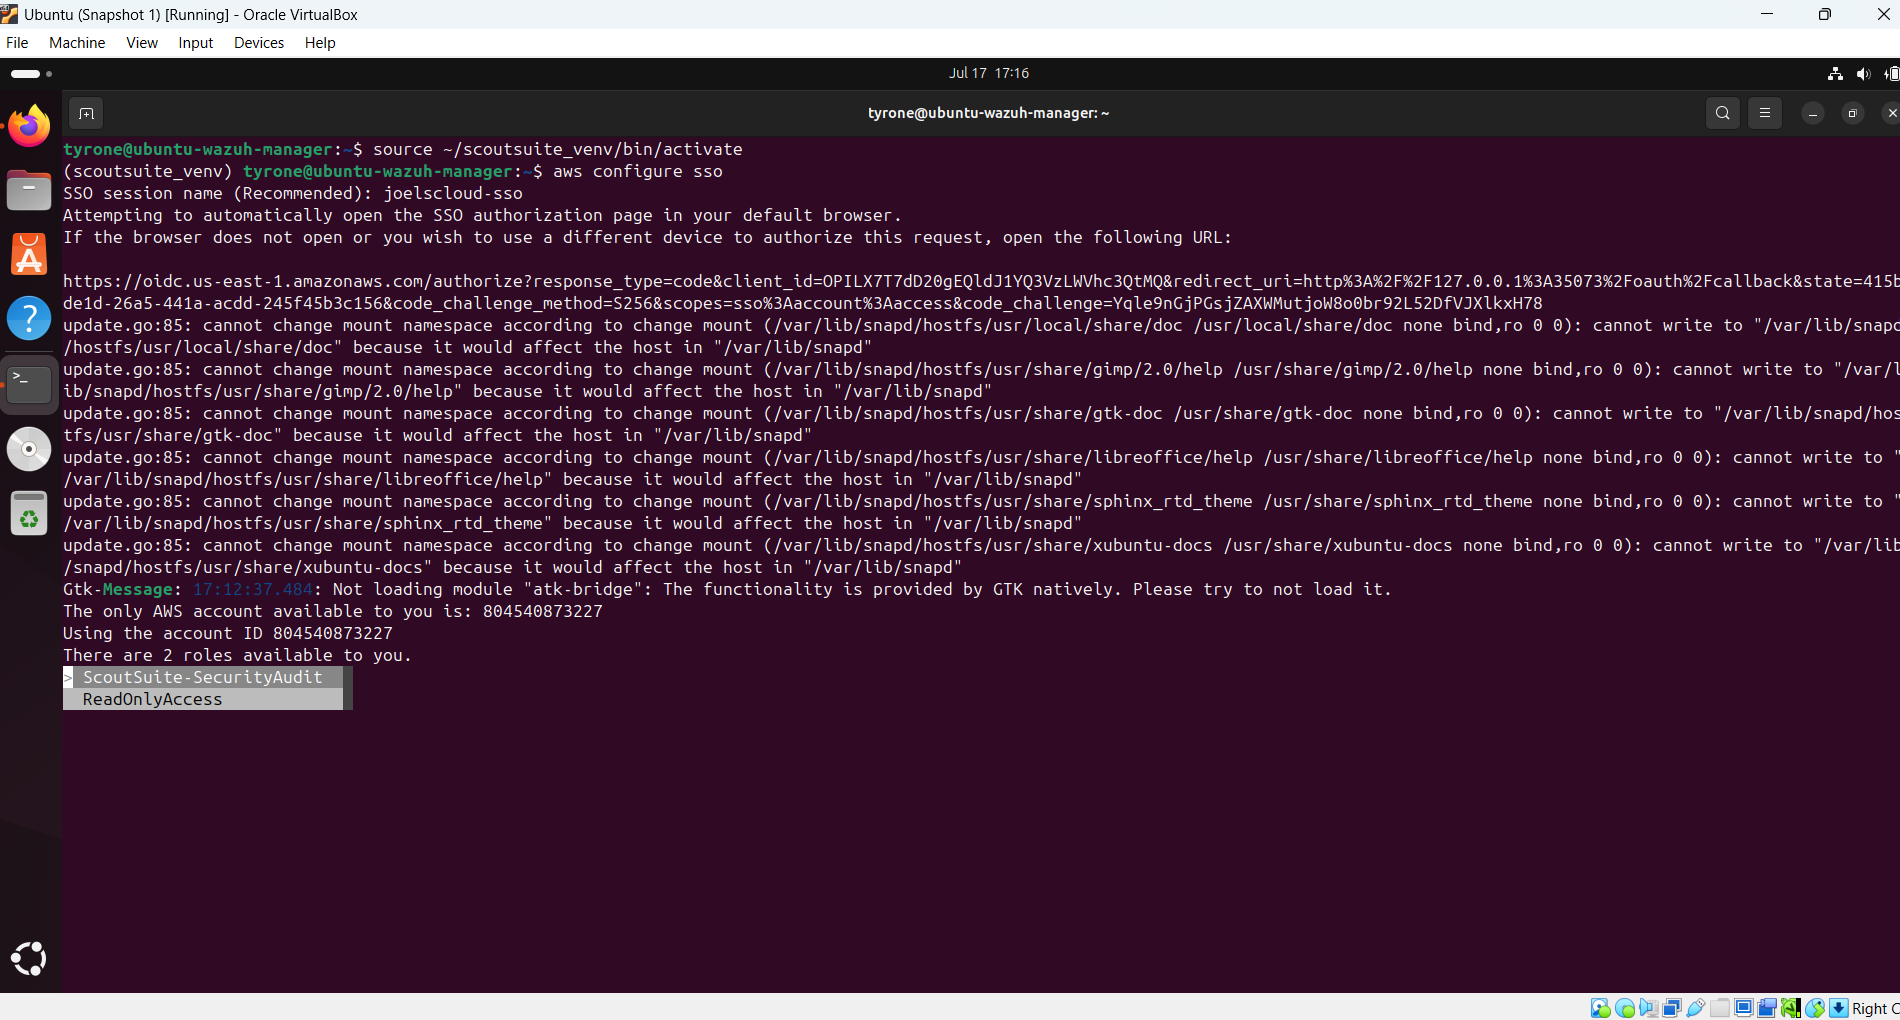 Ubuntu (Snapshot 1) [Running] - Oracle VirtualBox
File Machine View Input Devices Help
Jul 17 17:16
tyrone@ubuntu-wazuh-manager: ~
tyrone@ubuntu-wazuh-manager:~$ source ~/scoutsuite_venv/bin/activate
(scoutsuite_venv) tyrone@ubuntu-wazuh-manager:~$ aws configure sso
SSO session name (Recommended): joelscloud-sso
Attempting to automatically open the SSO authorization page in your default browser.
If the browser does not open or you wish to use a different device to authorize this request, open the following URL:
https://oidc.us-east-1.amazonaws.com/authorize?response_type=code&client_id=OPILX7T7dD20gEQldJ1YQ3VzLWVhc3QtMQ&redirect_uri=http%3A%2F%2F127.0.0.1%3A35073%2Foauth%2Fcallback&state=415b
de1d-26a5-441a-acdd-245f45b3c156&code_challenge_method=S256&scopes=sso%3Aaccount%3Aaccess&code_challenge=Yqle9nGjPGsjZAXWMutjoW8o0br92L52DfVJXlkxH78
update.go:85: cannot change mount namespace according to change mount (/var/lib/snapd/hostfs/usr/local/share/doc /usr/local/share/doc none bind,ro 0 0): cannot write to "/var/lib/snapd
/hostfs/usr/local/share/doc" because it would affect the host in "/var/lib/snapd"
update.go:85: cannot change mount namespace according to change mount (/var/lib/snapd/hostfs/usr/share/gimp/2.0/help /usr/share/gimp/2.0/help none bind,ro 0 0): cannot write to "/var/l
ib/snapd/hostfs/usr/share/gimp/2.0/help" because it would affect the host in "/var/lib/snapd"
update.go:85: cannot change mount namespace according to change mount (/var/lib/snapd/hostfs/usr/share/gtk-doc /usr/share/gtk-doc none bind,ro 0 0): cannot write to "/var/lib/snapd/hos
tfs/usr/share/gtk-doc" because it would affect the host in "/var/lib/snapd"
update.go:85: cannot change mount namespace according to change mount (/var/lib/snapd/hostfs/usr/share/libreoffice/help /usr/share/libreoffice/help none bind,ro 0 0): cannot write to "
/var/lib/snapd/hostfs/usr/share/libreoffice/help" because it would affect the host in "/var/lib/snapd"
update.go:85: cannot change mount namespace according to change mount (/var/lib/snapd/hostfs/usr/share/sphinx_rtd_theme /usr/share/sphinx_rtd_theme none bind,ro 0 0): cannot write to "
/var/lib/snapd/hostfs/usr/share/sphinx_rtd_theme" because it would affect the host in "/var/lib/snapd"
update.go:85: cannot change mount namespace according to change mount (/var/lib/snapd/hostfs/usr/share/xubuntu-docs /usr/share/xubuntu-docs none bind,ro 0 0): cannot write to "/var/lib
/snapd/hostfs/usr/share/xubuntu-docs" because it would affect the host in "/var/lib/snapd"
Gtk-Message: 17:12:37.484: Not loading module "atk-bridge": The functionality is provided by GTK natively. Please try to not load it.
The only AWS account available to you is: 804540873227
Using the account ID 804540873227
There are 2 roles available to you.
> ScoutSuite-SecurityAudit
ReadOnlyAccess
Right C